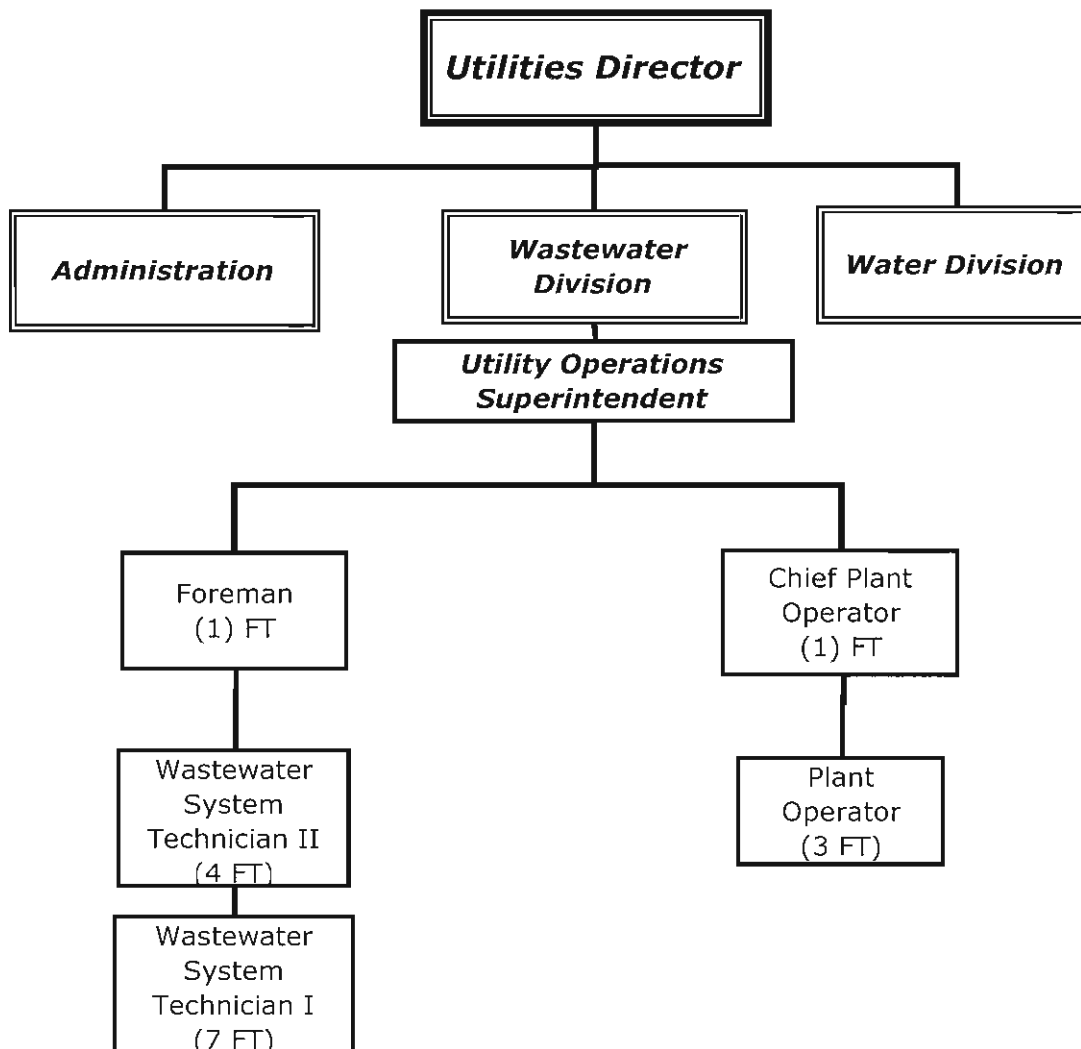 Utilities Director
Administration
Wastewater
Division
Water Division
Utility Operations
Superintendent
Foreman
(1) FT
Chief Plant
Operator
(1) FT
Wastewater
System
Technician II
(4 FT)
Plant
Operator
(3 FT)
Wastewater
System
Technician I
(7 FT)